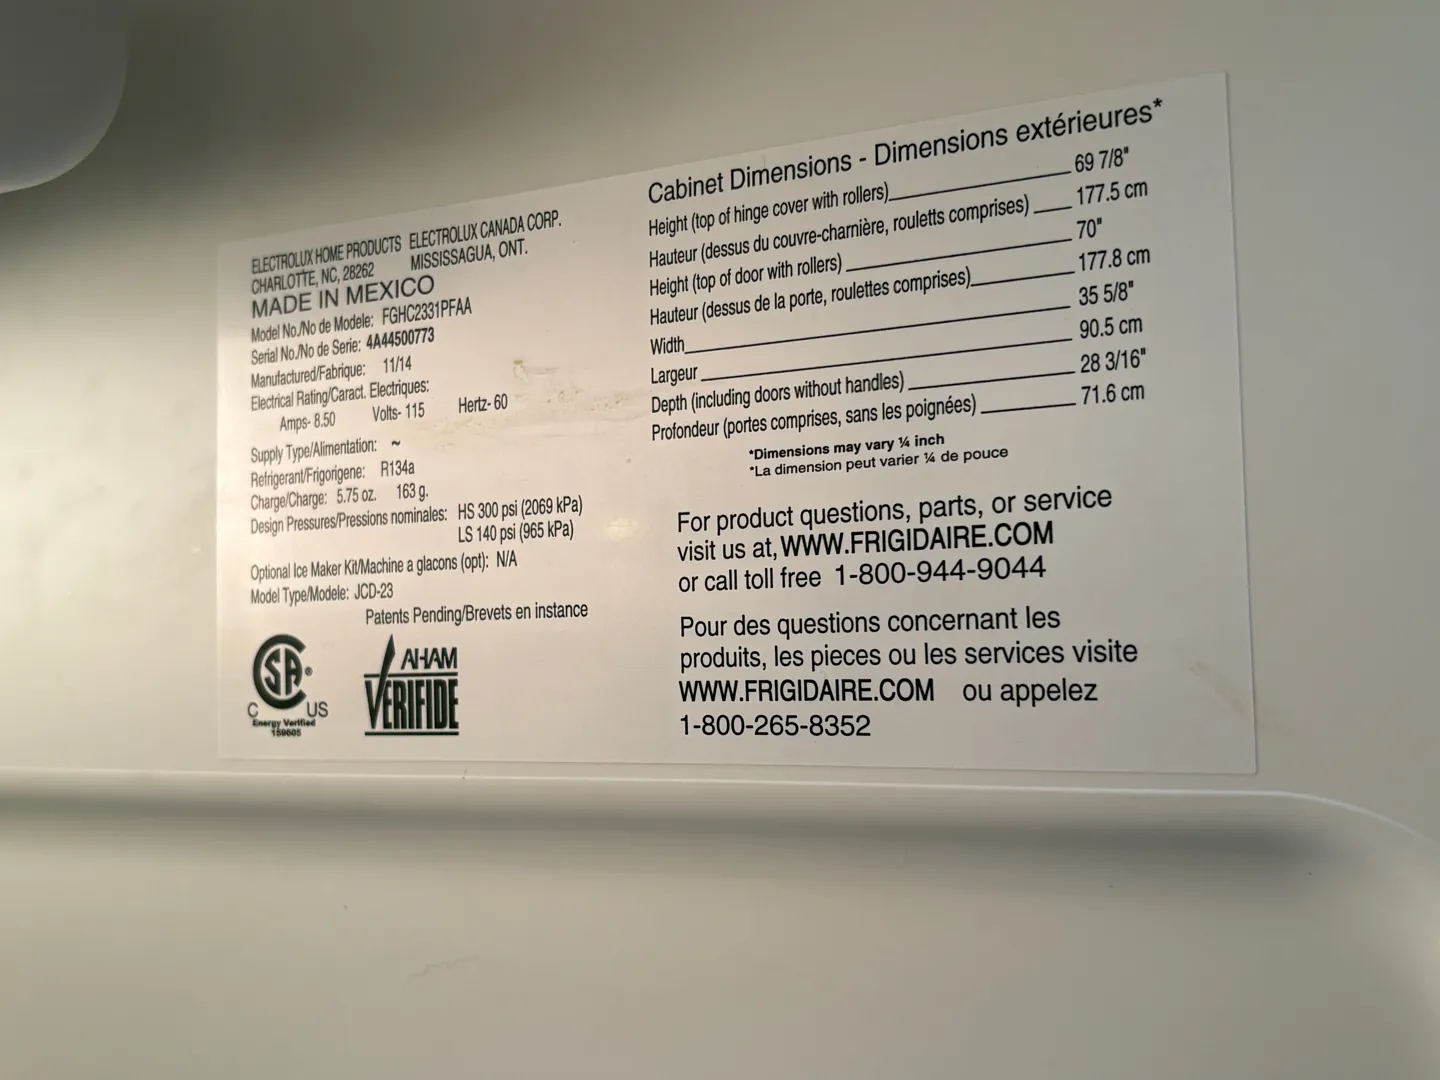 ELECTROLUX HOME PRODUCTS ELECTROLUX CANADA CORP.
CHARLOTTE, NC, 28262 MISSISSAGUA, ONT.
MADE IN MEXICO
Model No./No de Modele: FGHC2331PFAA
Serial No./No de Serie: 4A44500773
Manufactured/Fabrique: 11/14
Electrical Rating/Caract. Electriques:
Amps- 8.50 Volts- 115 Hertz- 60
Supply Type/Alimentation: ~
Refrigerant/Frigorigene: R134a
Charge/Charge: 5.75 oz. 163 g.
Design Pressures/Pressions nominales: HS 300 psi (2069 kPa)
LS 140 psi (965 kPa)
Optional Ice Maker Kit/Machine a glacons (opt): N/A
Model Type/Modele: JCD-23
Patents Pending/Brevets en instance
SA ®
C US
Energy Verified
159605
AHAM
VERIFIDE
Cabinet Dimensions - Dimensions extérieures*
Height (top of hinge cover with rollers) 69 7/8"
Hauteur (dessus du couvre-charnière, rouletts comprises) 177.5 cm
Height (top of door with rollers) 70"
Hauteur (dessus de la porte, roulettes comprises) 177.8 cm
Width 35 5/8"
Largeur 90.5 cm
Depth (including doors without handles) 28 3/16"
Profondeur (portes comprises, sans les poignées) 71.6 cm
*Dimensions may vary ¼ inch
*La dimension peut varier ¼ de pouce
For product questions, parts, or service
visit us at, WWW.FRIGIDAIRE.COM
or call toll free 1-800-944-9044
Pour des questions concernant les
produits, les pieces ou les services visite
WWW.FRIGIDAIRE.COM ou appelez
1-800-265-8352